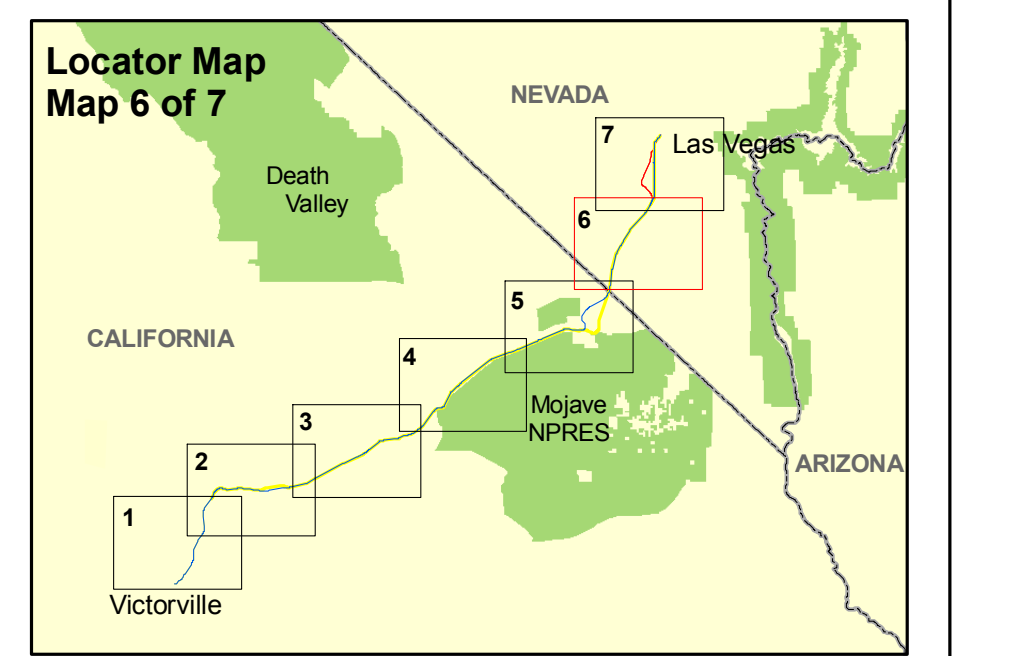 Locator Map
Map 6 of 7
NEVADA
7
Las Vegas
Death
Valley
6
5
CALIFORNIA
4
Mojave
NPRES
3
2
ARIZONA
1
Victorville